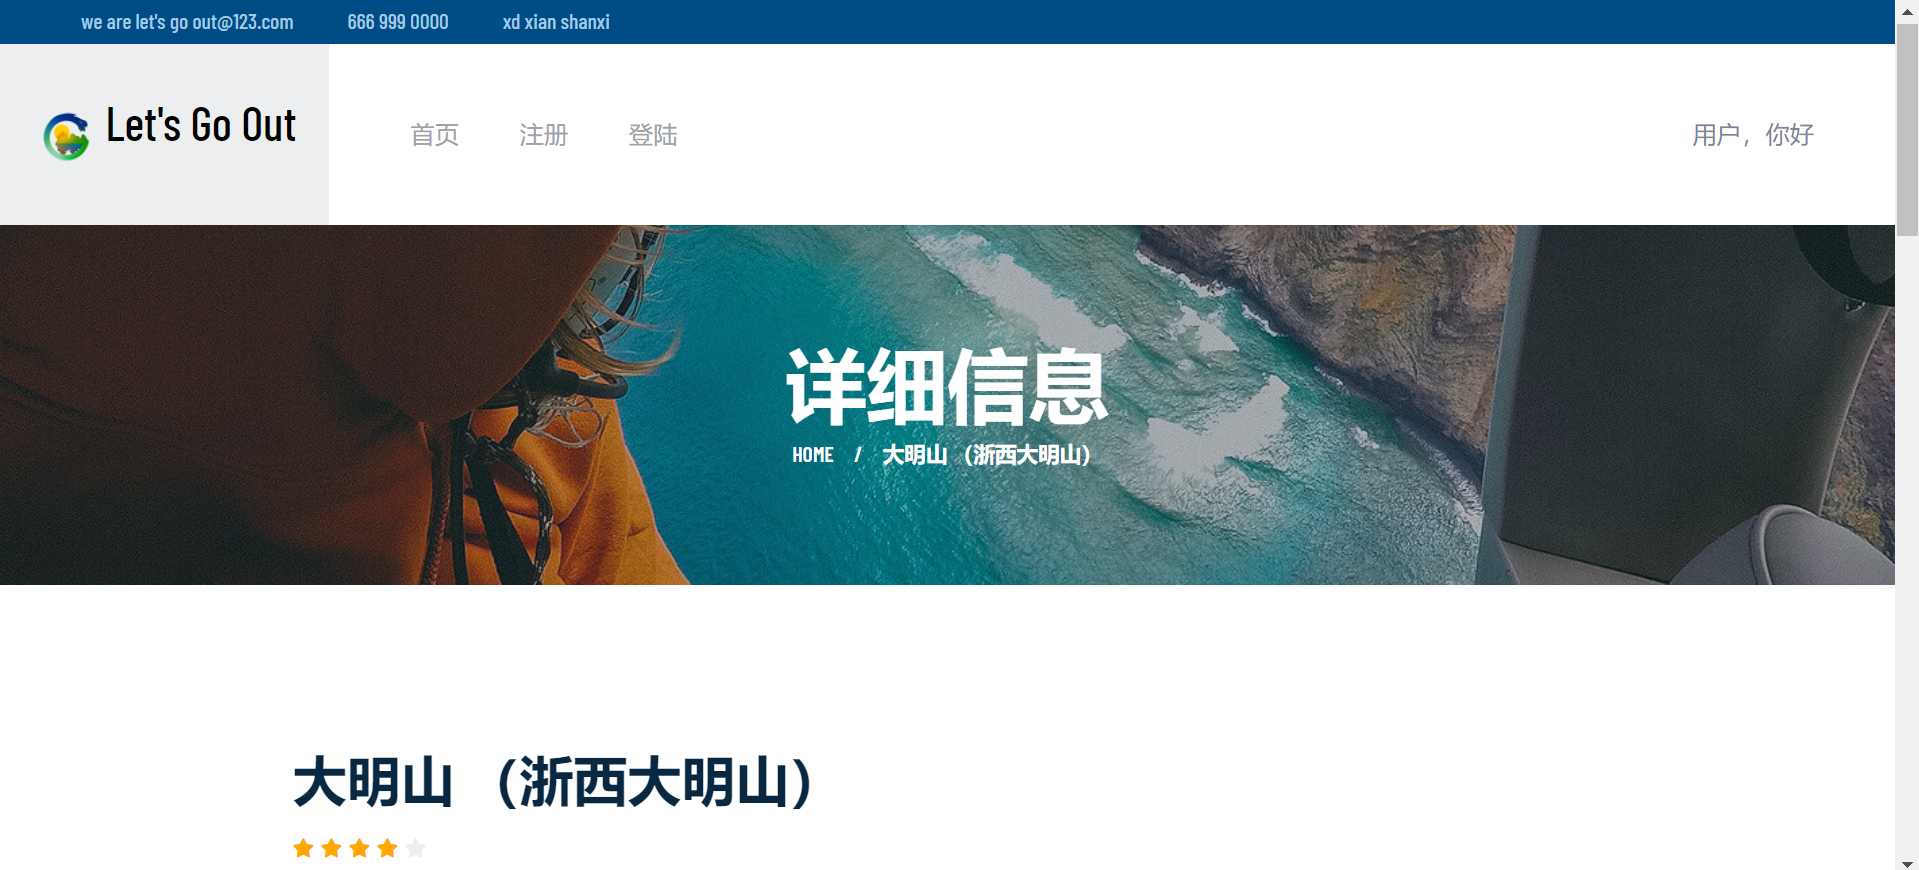 we are let's go out@123.com 666 999 0000 xd xian shanxi
Let's Go Out 首页 注册 登陆 用户，你好
详细信息
HOME / 大明山 （浙西大明山）
大明山 （浙西大明山）